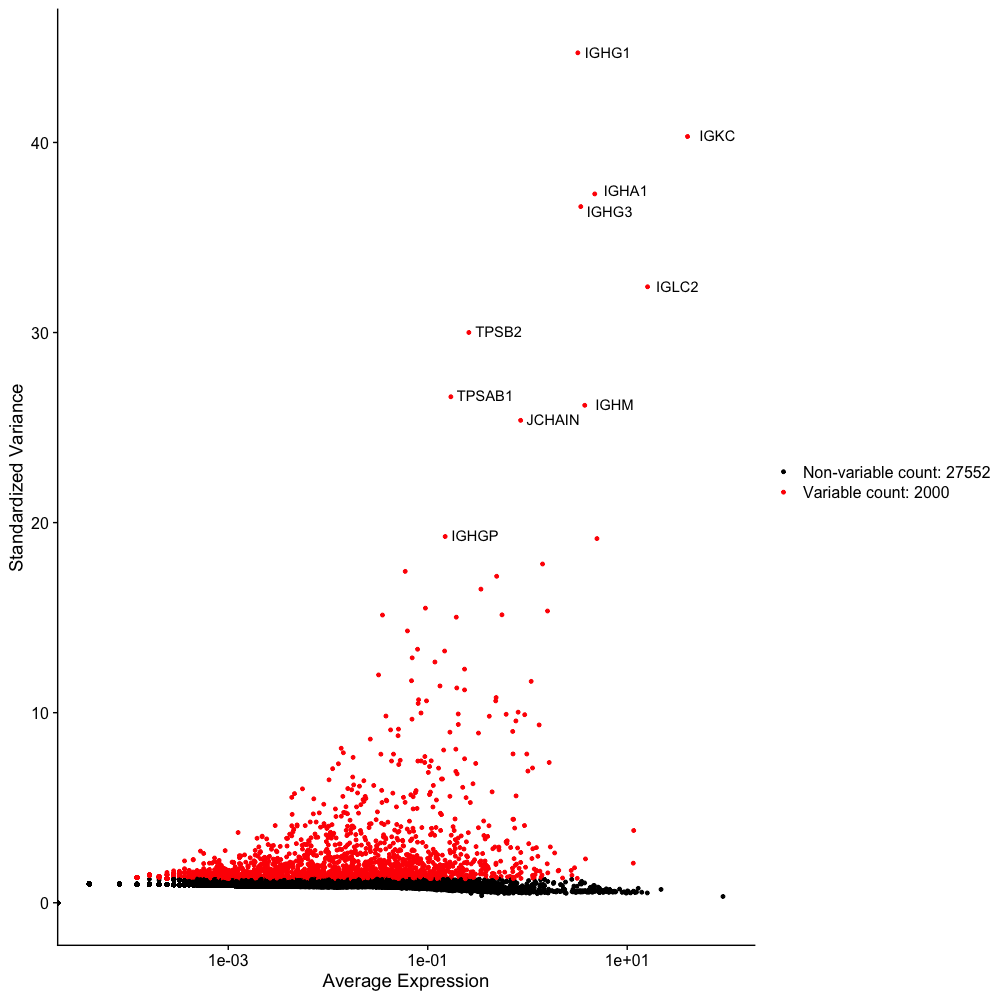 IGHG1
IGKC
IGHA1
IGHG3
IGLC2
TPSB2
TPSAB1
IGHM
JCHAIN
IGHGP
40
30
20
10
0
Standardized Variance
1e-03
1e-01
1e+01
Average Expression
Non-variable count: 27552
Variable count: 2000